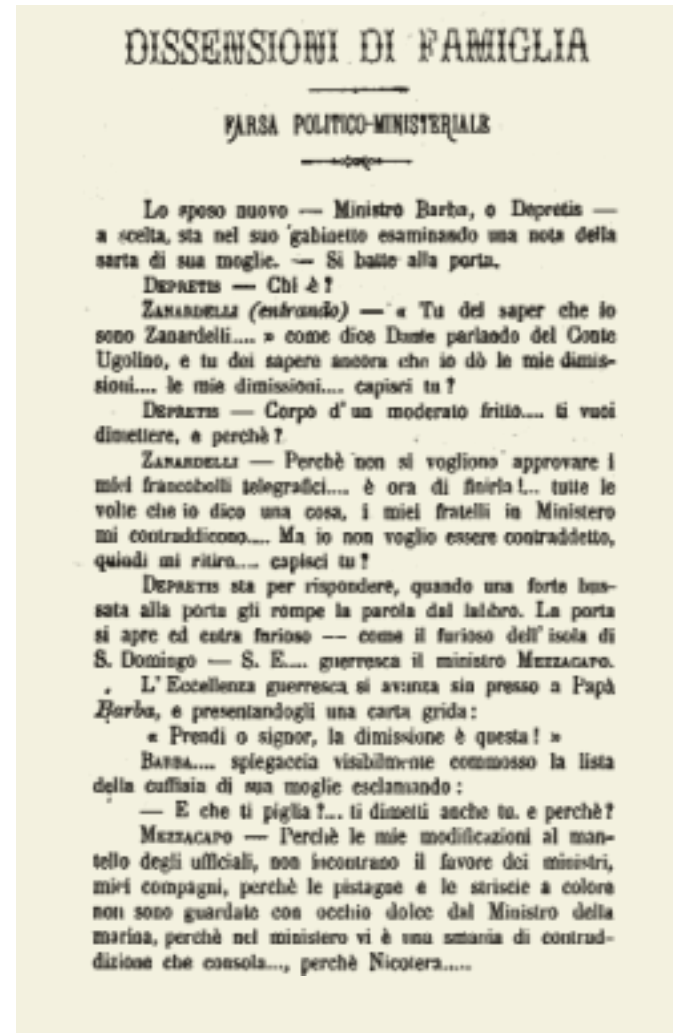 DISSENSIONI DI FAMIGLIA
FARSA POLITICO-MINISTERIALE
Lo sposo nuovo — Ministro Barba, o Depretis —
a scelta, sta nel suo gabinetto esaminando una nota della
sarta di sua moglie. — Si batte alla porta.
DEPRETIS — Chi è?
ZANARDELLI (entrando) — « Tu dei saper che io
sono Zanardelli.... » come dice Dante parlando del Conte
Ugolino, e tu dei sapere ancora che io dò le mie dimis-
sioni.... le mie dimissioni.... capisci tu?
DEPRETIS — Corpo d'un moderato fritto.... ti vuoi
dimettere, e perchè?
ZANARDELLI — Perchè non si vogliono approvare i
miei francobolli telegrafici.... è ora di finirla!... tutte le
volte che io dico una cosa, i miei fratelli in Ministero
mi contraddicono.... Ma io non voglio essere contraddetto,
quindi mi ritiro.... capisci tu?
DEPRETIS sta per rispondere, quando una forte bus-
sata alla porta gli rompe la parola dal labbro. La porta
si apre ed entra furioso — come il furioso dell'isola di
S. Domingo — S. E.... guerresca il ministro MEZZACAPO.
L'Eccellenza guerresca si avanza sin presso a Papà
Barba, e presentandogli una carta grida:
« Prendi o signor, la dimissione è questa! »
BARBA.... spiegaccia visibilmente commosso la lista
della cuffiaia di sua moglie esclamando:
— E che ti piglia?... ti dimetti anche tu. e perchè?
MEZZACAPO — Perchè le mie modificazioni al man-
tello degli ufficiali, non incontrano il favore dei ministri,
miei compagni, perchè le pistagne e le striscie a colore
non sono guardate con occhio dolce dal Ministro della
marina, perchè nel ministero vi è una smania di contrad-
dizione che consola..., perchè Nicotera.....